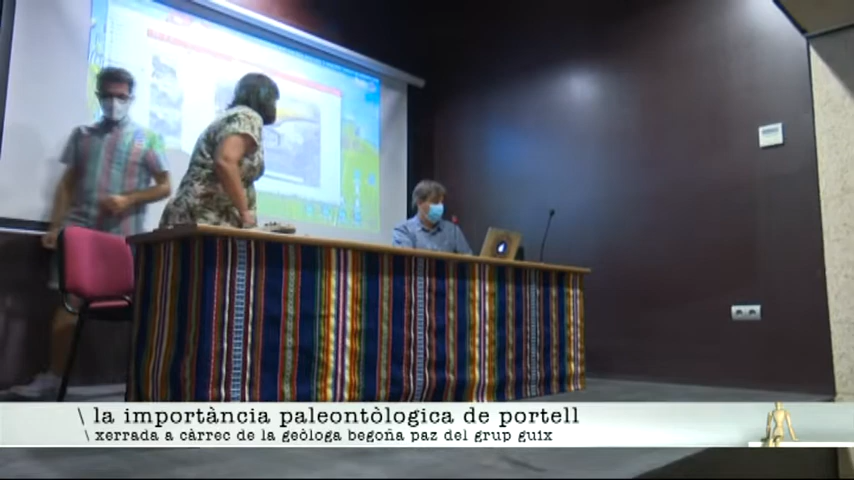 \ la importància paleontològica de portell
\ xerrada a càrrec de la geòloga begoña paz del grup guix